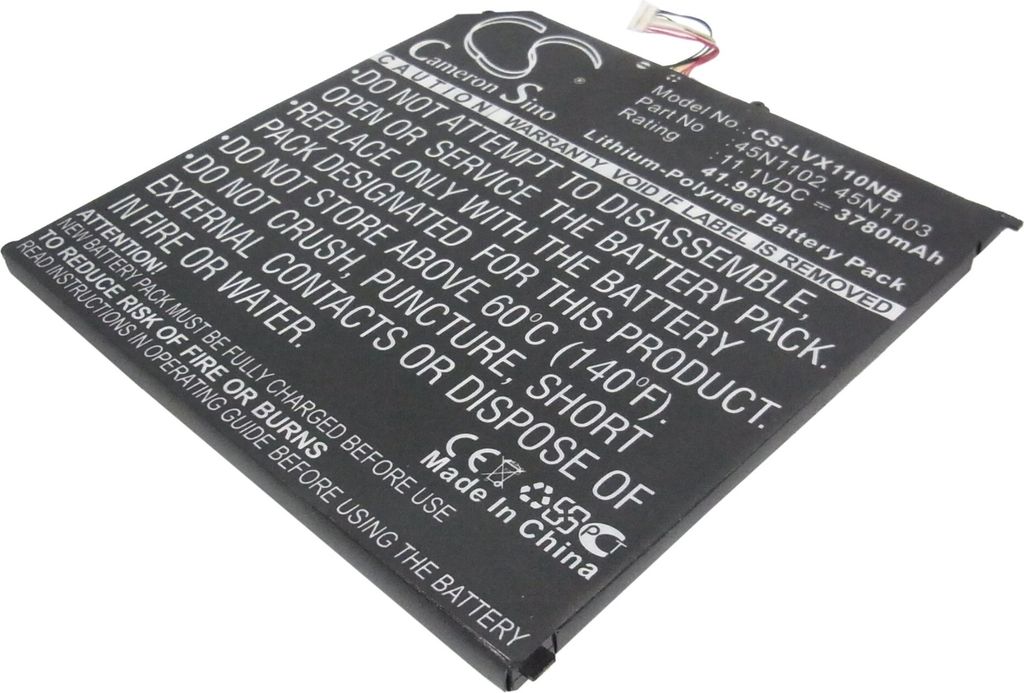 CS
Cameron Sino
Model No.: CS-LVX110NB
Part No : 45N1102, 45N1103
Rating : 11.1VDC ⎓ 3780mAh
41.96Wh
Lithium-Polymer Battery Pack
CAUTION: WARRANTY VOID IF LABEL IS REMOVED
•DO NOT ATTEMPT TO DISASSEMBLE,
OPEN OR SERVICE THE BATTERY PACK.
REPLACE ONLY WITH THE BATTERY
EXPRESSLY DESIGNED FOR THIS PRODUCT.
•DO NOT STORE ABOVE 60°C (140°F).
•DO NOT CRUSH, PUNCTURE, SHORT
EXTERNAL CONTACTS OR DISPOSE OF
IN FIRE OR WATER.
ATTENTION!
NEW BATTERY PACK MUST BE FULLY CHARGED BEFORE USE
TO REDUCE RISK OF FIRE OR BURNS
READ INSTRUCTIONS IN OPERATING GUIDE BEFORE USING THE BATTERY
CE PCT
Made In China